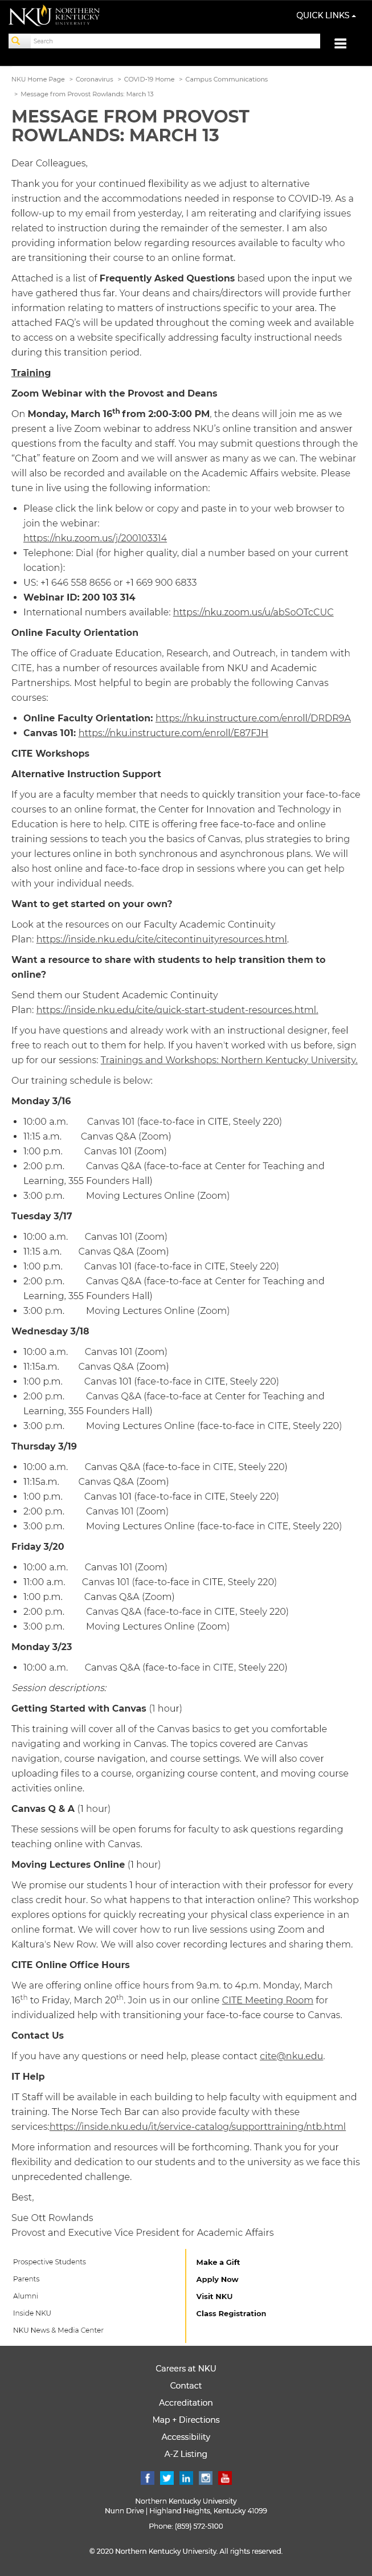 NKU NORTHERN KENTUCKY UNIVERSITY
QUICK LINKS
Search
NKU Home Page > Coronavirus > COVID-19 Home > Campus Communications
> Message from Provost Rowlands: March 13
MESSAGE FROM PROVOST
ROWLANDS: MARCH 13
Dear Colleagues,
Thank you for your continued flexibility as we adjust to alternative
instruction and the accommodations needed in response to COVID-19. As a
follow-up to my email from yesterday, I am reiterating and clarifying issues
related to instruction during the remainder of the semester. I am also
providing information below regarding resources available to faculty who
are transitioning their course to an online format.
Attached is a list of Frequently Asked Questions based upon the input we
have gathered thus far. Your deans and chairs/directors will provide further
information relating to matters of instructions specific to your area. The
attached FAQ's will be updated throughout the coming week and available
to access on a website specifically addressing faculty instructional needs
during this transition period.
Training
Zoom Webinar with the Provost and Deans
On Monday, March 16th from 2:00-3:00 PM, the deans will join me as we
present a live Zoom webinar to address NKU's online transition and answer
questions from the faculty and staff. You may submit questions through the
"Chat" feature on Zoom and we will answer as many as we can. The webinar
will also be recorded and available on the Academic Affairs website. Please
tune in live using the following information:
• Please click the link below or copy and paste in to your web browser to
join the webinar:
https://nku.zoom.us/j/200103314
• Telephone: Dial (for higher quality, dial a number based on your current
location):
• US: +1 646 558 8656 or +1 669 900 6833
• Webinar ID: 200 103 314
• International numbers available: https://nku.zoom.us/u/abSoOTcCUC
Online Faculty Orientation
The office of Graduate Education, Research, and Outreach, in tandem with
CITE, has a number of resources available from NKU and Academic
Partnerships. Most helpful to begin are probably the following Canvas
courses:
• Online Faculty Orientation: https://nku.instructure.com/enroll/DRDR9A
• Canvas 101: https://nku.instructure.com/enroll/E87FJH
CITE Workshops
Alternative Instruction Support
If you are a faculty member that needs to quickly transition your face-to-face
courses to an online format, the Center for Innovation and Technology in
Education is here to help. CITE is offering free face-to-face and online
training sessions to teach you the basics of Canvas, plus strategies to bring
your lectures online in both synchronous and asynchronous plans. We will
also host online and face-to-face drop in sessions where you can get help
with your individual needs.
Want to get started on your own?
Look at the resources on our Faculty Academic Continuity
Plan: https://inside.nku.edu/cite/citecontinuityresources.html.
Want a resource to share with students to help transition them to
online?
Send them our Student Academic Continuity
Plan: https://inside.nku.edu/cite/quick-start-student-resources.html.
If you have questions and already work with an instructional designer, feel
free to reach out to them for help. If you haven't worked with us before, sign
up for our sessions: Trainings and Workshops: Northern Kentucky University.
Our training schedule is below:
Monday 3/16
• 10:00 a.m. Canvas 101 (face-to-face in CITE, Steely 220)
• 11:15 a.m. Canvas Q&A (Zoom)
• 1:00 p.m. Canvas 101 (Zoom)
• 2:00 p.m. Canvas Q&A (face-to-face at Center for Teaching and
Learning, 355 Founders Hall)
• 3:00 p.m. Moving Lectures Online (Zoom)
Tuesday 3/17
• 10:00 a.m. Canvas 101 (Zoom)
• 11:15 a.m. Canvas Q&A (Zoom)
• 1:00 p.m. Canvas 101 (face-to-face in CITE, Steely 220)
• 2:00 p.m. Canvas Q&A (face-to-face at Center for Teaching and
Learning, 355 Founders Hall)
• 3:00 p.m. Moving Lectures Online (Zoom)
Wednesday 3/18
• 10:00 a.m. Canvas 101 (Zoom)
• 11:15a.m. Canvas Q&A (Zoom)
• 1:00 p.m. Canvas 101 (face-to-face in CITE, Steely 220)
• 2:00 p.m. Canvas Q&A (face-to-face at Center for Teaching and
Learning, 355 Founders Hall)
• 3:00 p.m. Moving Lectures Online (face-to-face in CITE, Steely 220)
Thursday 3/19
• 10:00 a.m. Canvas Q&A (face-to-face in CITE, Steely 220)
• 11:15a.m. Canvas Q&A (Zoom)
• 1:00 p.m. Canvas 101 (face-to-face in CITE, Steely 220)
• 2:00 p.m. Canvas 101 (Zoom)
• 3:00 p.m. Moving Lectures Online (face-to-face in CITE, Steely 220)
Friday 3/20
• 10:00 a.m. Canvas 101 (Zoom)
• 11:00 a.m. Canvas 101 (face-to-face in CITE, Steely 220)
• 1:00 p.m. Canvas Q&A (Zoom)
• 2:00 p.m. Canvas Q&A (face-to-face in CITE, Steely 220)
• 3:00 p.m. Moving Lectures Online (Zoom)
Monday 3/23
• 10:00 a.m. Canvas Q&A (face-to-face in CITE, Steely 220)
Session descriptions:
Getting Started with Canvas (1 hour)
This training will cover all of the Canvas basics to get you comfortable
navigating and working in Canvas. The topics covered are Canvas
navigation, course navigation, and course settings. We will also cover
uploading files to a course, organizing course content, and moving course
activities online.
Canvas Q & A (1 hour)
These sessions will be open forums for faculty to ask questions regarding
teaching online with Canvas.
Moving Lectures Online (1 hour)
We promise our students 1 hour of interaction with their professor for every
class credit hour. So what happens to that interaction online? This workshop
explores options for quickly recreating your physical class experience in an
online format. We will cover how to run live sessions using Zoom and
Kaltura's New Row. We will also cover recording lectures and sharing them.
CITE Online Office Hours
We are offering online office hours from 9a.m. to 4p.m. Monday, March
16th to Friday, March 20th. Join us in our online CITE Meeting Room for
individualized help with transitioning your face-to-face course to Canvas.
Contact Us
If you have any questions or need help, please contact cite@nku.edu.
IT Help
IT Staff will be available in each building to help faculty with equipment and
training. The Norse Tech Bar can also provide faculty with these
services:https://inside.nku.edu/it/service-catalog/supporttraining/ntb.html
More information and resources will be forthcoming. Thank you for your
flexibility and dedication to our students and to the university as we face this
unprecedented challenge.
Best,
Sue Ott Rowlands
Provost and Executive Vice President for Academic Affairs
Prospective Students
Parents
Alumni
Inside NKU
NKU News & Media Center
Make a Gift
Apply Now
Visit NKU
Class Registration
Careers at NKU
Contact
Accreditation
Map + Directions
Accessibility
A-Z Listing
Northern Kentucky University
Nunn Drive | Highland Heights, Kentucky 41099
Phone: (859) 572-5100
© 2020 Northern Kentucky University. All rights reserved.